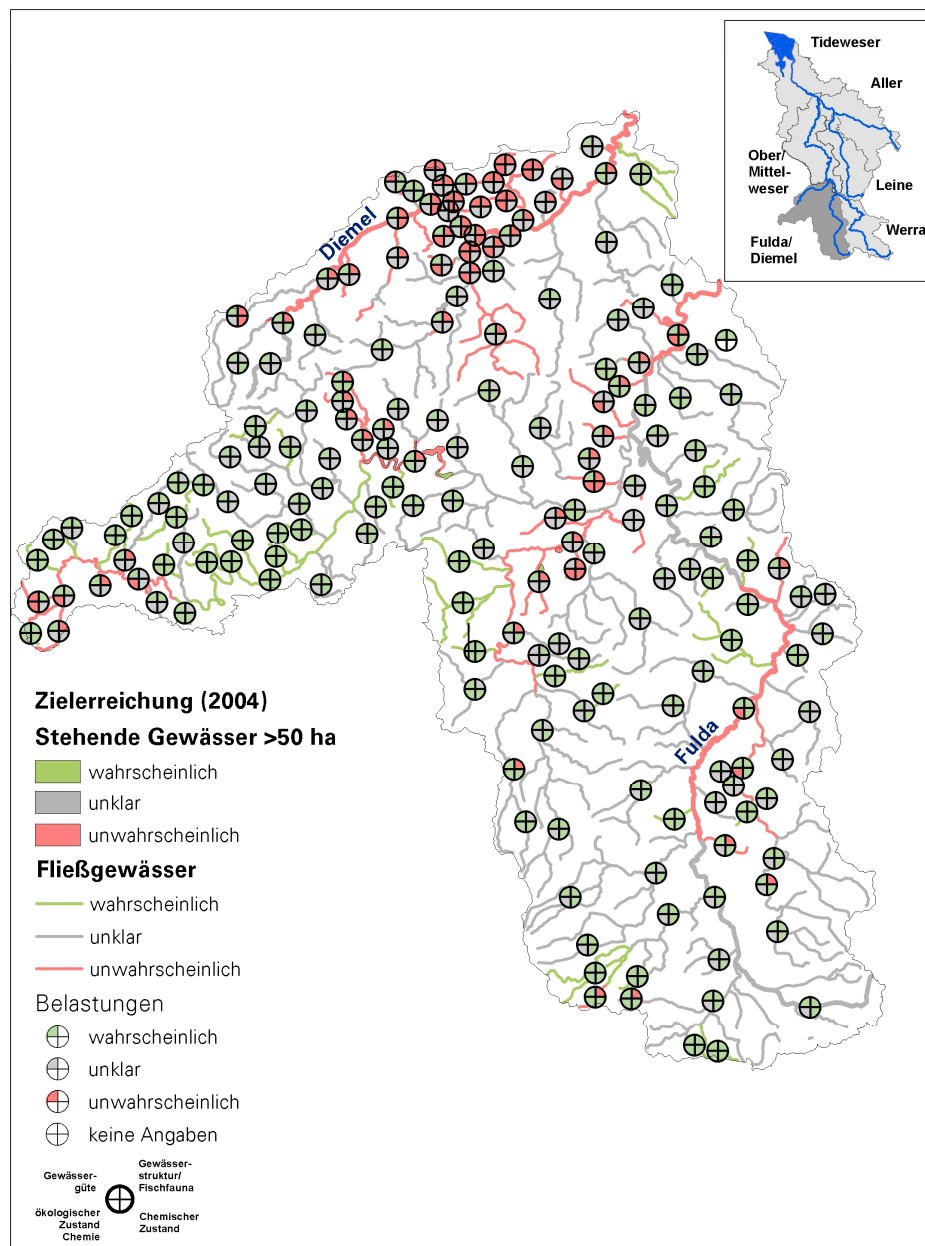 Tideweser
Aller
Ober/
Mittel-
weser
Leine
Werra
Fulda/
Diemel
Diemel
Fulda
Zielerreichung (2004)
Stehende Gewässer >50 ha
wahrscheinlich
unklar
unwahrscheinlich
Fließgewässer
wahrscheinlich
unklar
unwahrscheinlich
Belastungen
wahrscheinlich
unklar
unwahrscheinlich
keine Angaben
Gewässer-
güte
Gewässer-
struktur/
Fischfauna
ökologischer
Zustand
Chemie
Chemischer
Zustand